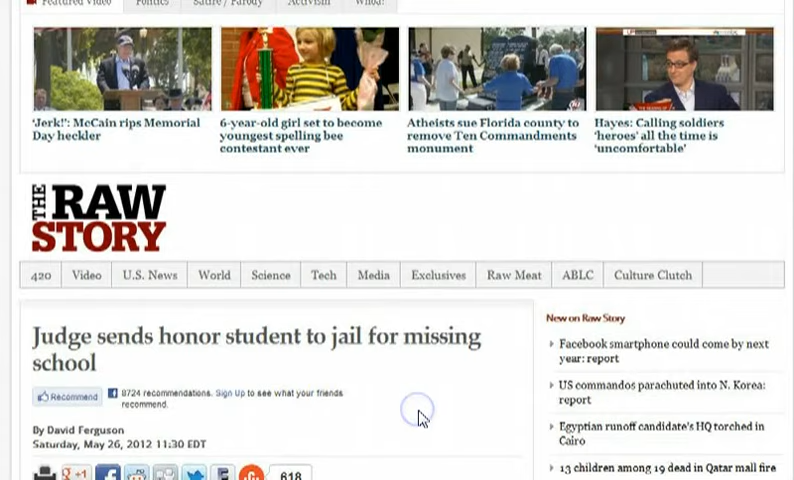 Featured Video Politics Satire / Parody Activism Whoa!
'Jerk!': McCain rips Memorial
Day heckler
6-year-old girl set to become
youngest spelling bee
contestant ever
Atheists sue Florida county to
remove Ten Commandments
monument
Hayes: Calling soldiers
'heroes' all the time is
'uncomfortable'
THE RAW
STORY
420 Video U.S. News World Science Tech Media Exclusives Raw Meat ABLC Culture Clutch
Judge sends honor student to jail for missing
school
Recommend 8724 recommendations. Sign Up to see what your friends
recommend.
By David Ferguson
Saturday, May 26, 2012 11:30 EDT
+1 618
New on Raw Story
Facebook smartphone could come by next
year: report
US commandos parachuted into N. Korea:
report
Egyptian runoff candidate's HQ torched in
Cairo
13 children among 19 dead in Qatar mall fire